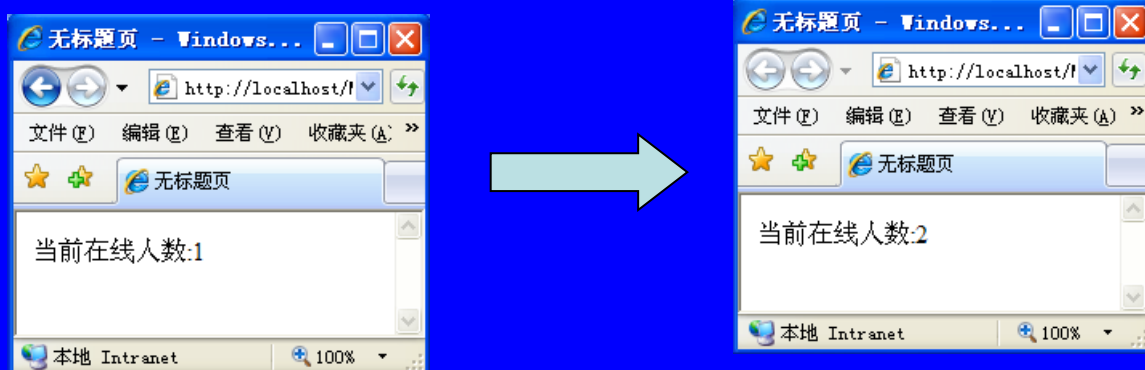 无标题页 - Windows...
http://localhost/
文件(F) 编辑(E) 查看(V) 收藏夹(A) »
无标题页
当前在线人数:1
本地 Intranet 100%
无标题页 - Windows...
http://localhost/
文件(F) 编辑(E) 查看(V) 收藏夹(A) »
无标题页
当前在线人数:2
本地 Intranet 100%